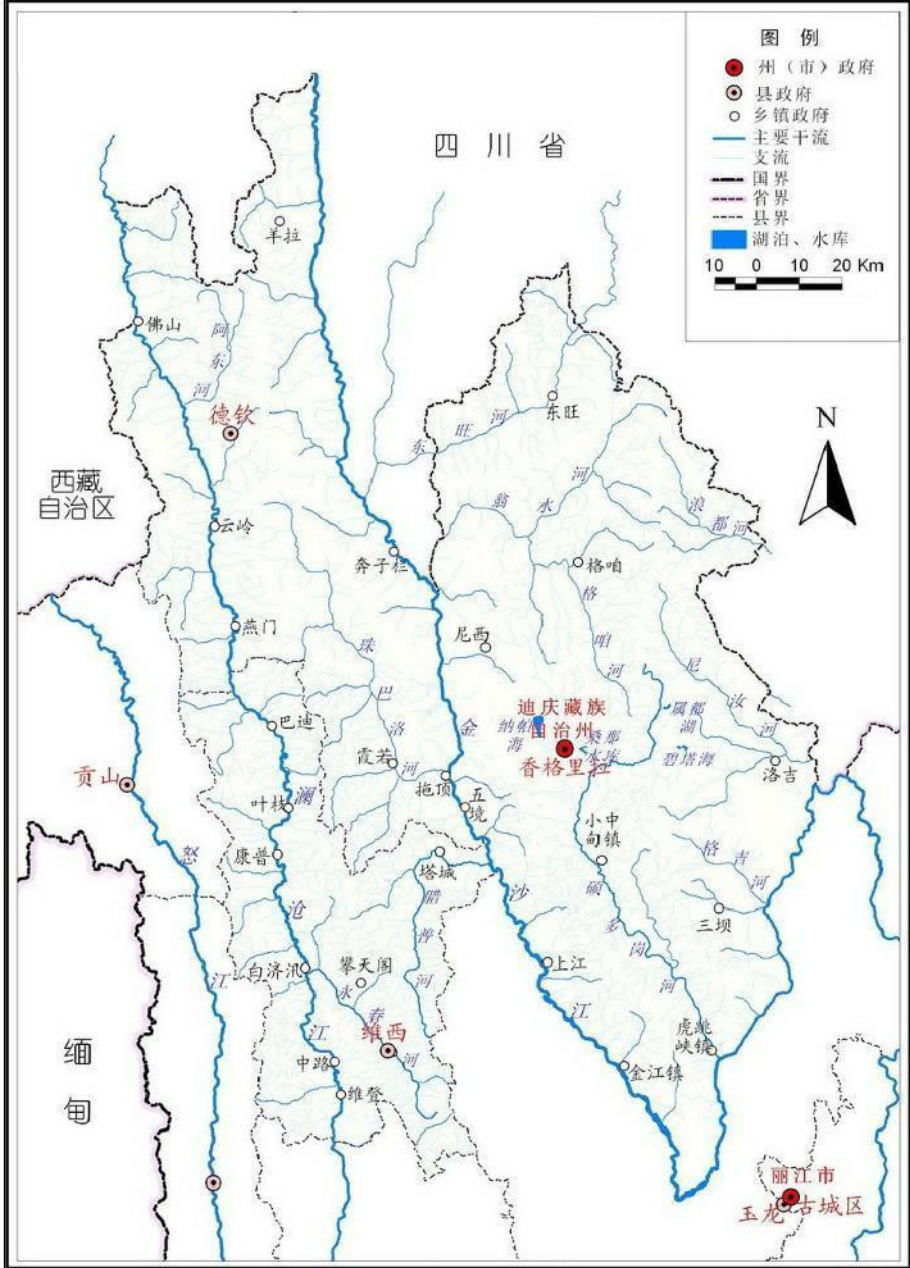 图 例
州（市）政府
县政府
乡镇政府
主要干流
支流
国界
省界
县界
湖泊、水库
10 0 10 20 Km
N
四川省
西藏
自治区
缅甸
羊拉
佛山
阿东河
德钦
云岭
燕门
巴迪
叶枝
康普
白济汛
中路
维登
攀天阁
永春河
维西
腊普河
塔城
澜沧江
贡山
怒江
奔子栏
珠巴洛河
霞若
拖顶
五境
金沙江
上江
金江镇
东旺
东旺河
翁水河
浪都河
格咱
格咱河
尼西
尼汝河
属都湖
碧塔海
洛吉
迪庆藏族
自治州
香格里拉
纳帕海
桑那水库
小中
甸镇
硕多岗河
格吉河
三坝
虎跳
峡镇
丽江市
古城区
玉龙